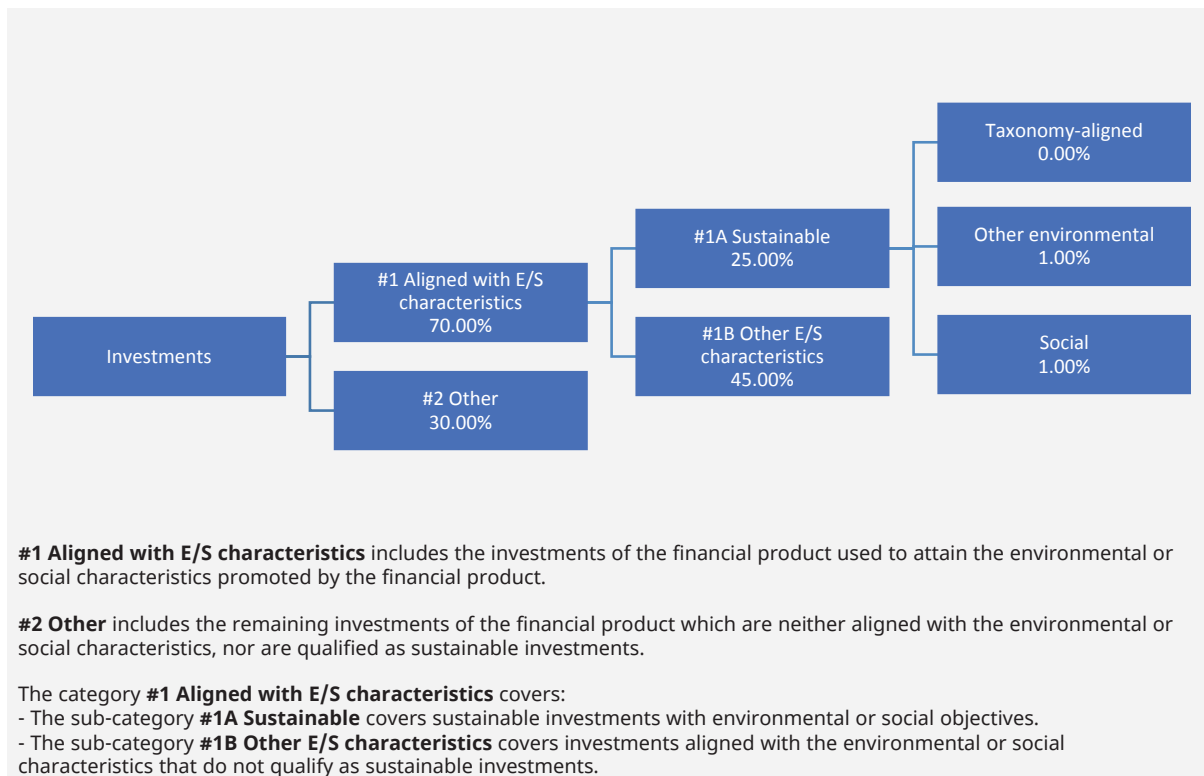 Investments
#1 Aligned with E/S
characteristics
70.00%
#2 Other
30.00%
#1A Sustainable
25.00%
#1B Other E/S
characteristics
45.00%
Taxonomy-aligned
0.00%
Other environmental
1.00%
Social
1.00%
#1 Aligned with E/S characteristics includes the investments of the financial product used to attain the environmental or
social characteristics promoted by the financial product.
#2 Other includes the remaining investments of the financial product which are neither aligned with the environmental or
social characteristics, nor are qualified as sustainable investments.
The category #1 Aligned with E/S characteristics covers:
- The sub-category #1A Sustainable covers sustainable investments with environmental or social objectives.
- The sub-category #1B Other E/S characteristics covers investments aligned with the environmental or social
characteristics that do not qualify as sustainable investments.